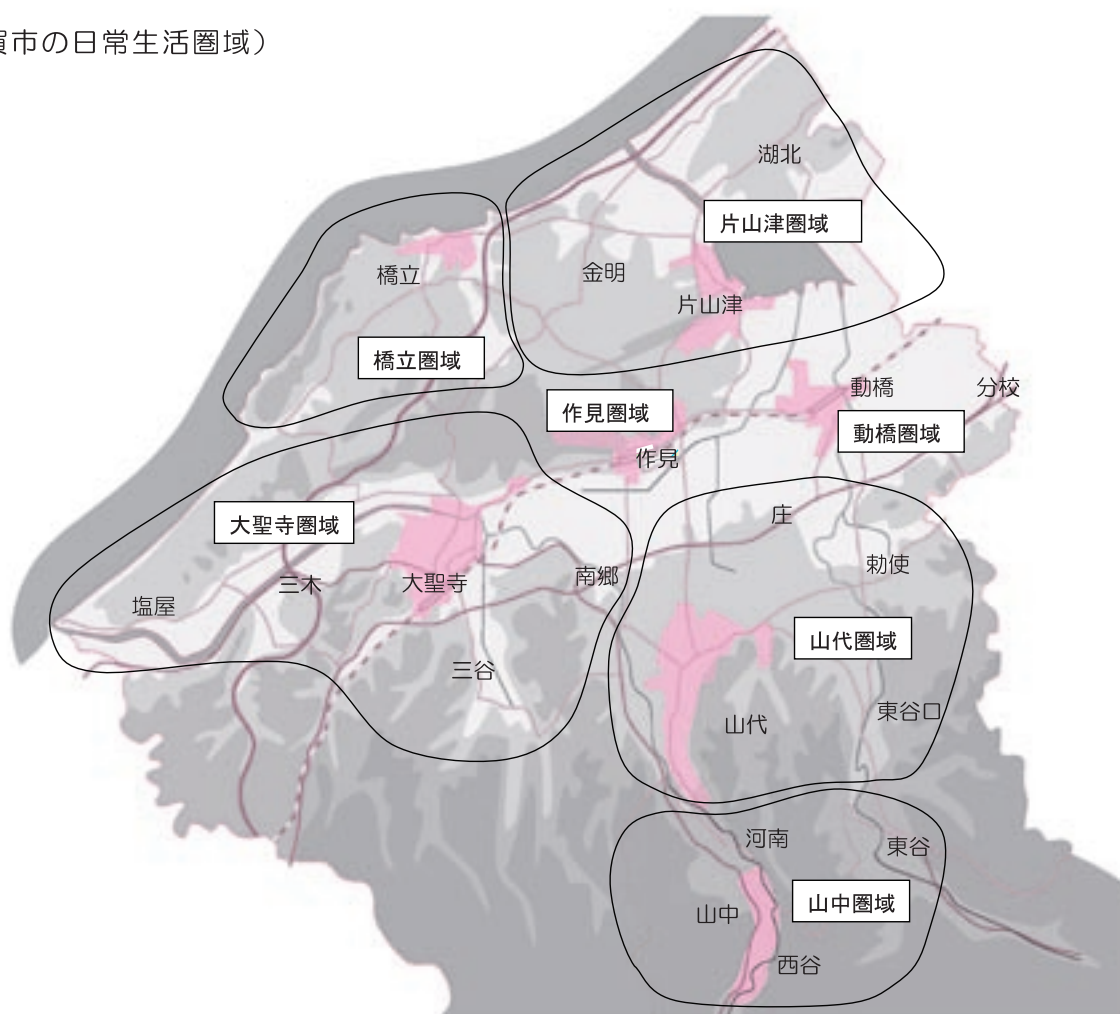 賀市の日常生活圏域）
湖北
片山津圏域
橋立
金明
片山津
橋立圏域
動橋
分校
作見圏域
動橋圏域
作見
大聖寺圏域
庄
三木
大聖寺
南郷
勅使
塩屋
山代圏域
三谷
東谷口
山代
河南
東谷
山中圏域
山中
西谷